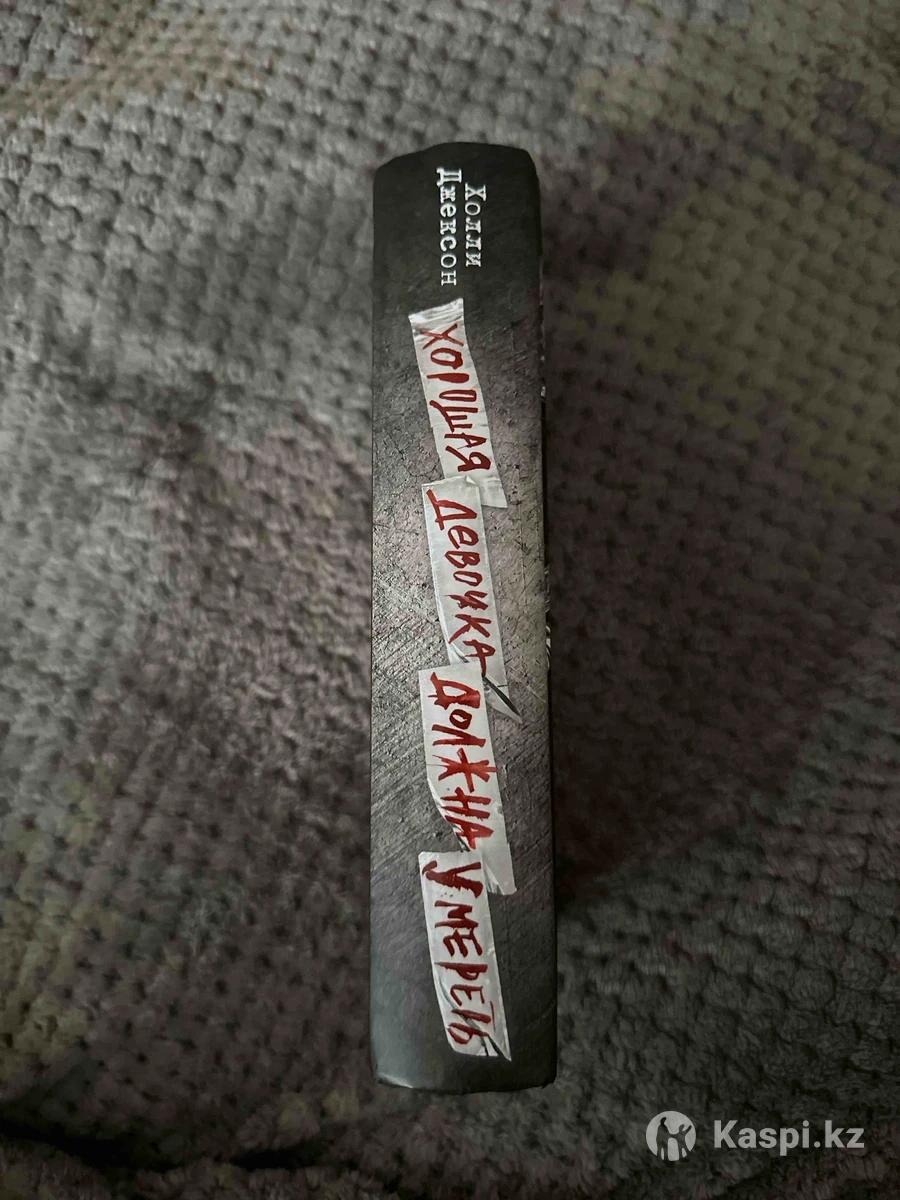 Холли
Джексон
ХОРОШАЯ
ДЕВОЧКА
ДОЛЖНА
УМЕРЕТЬ
Kaspi.kz